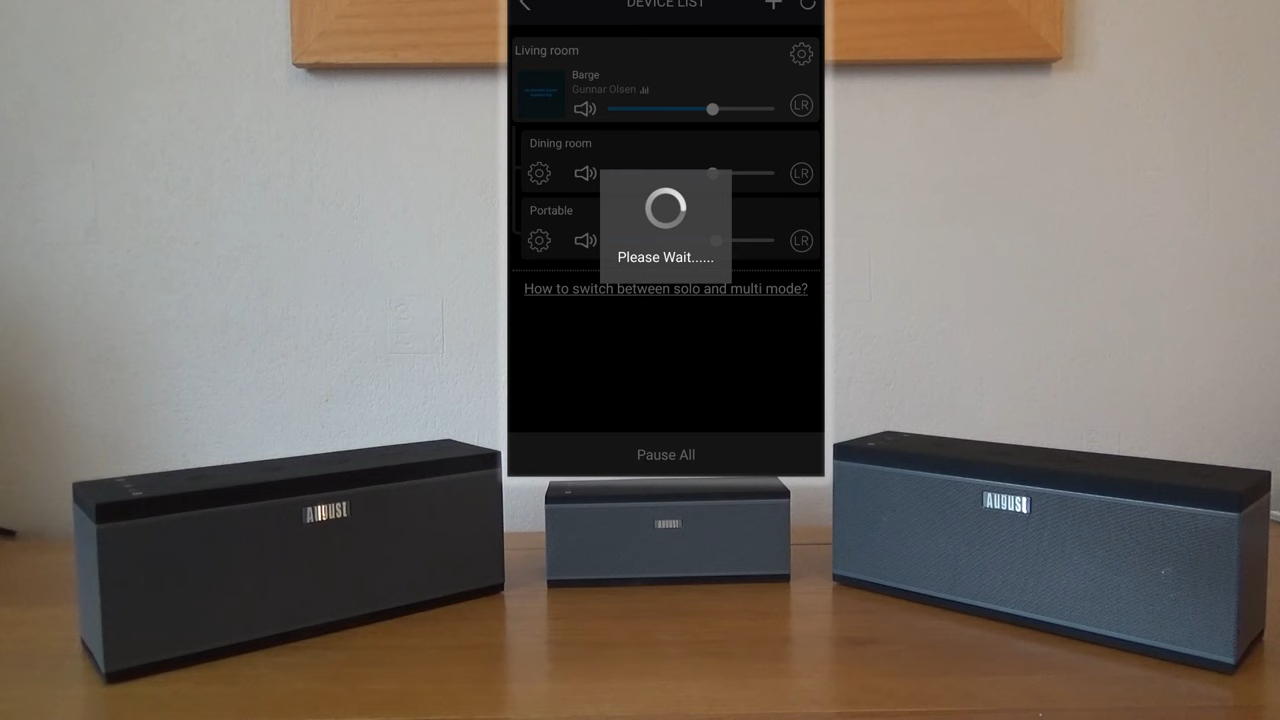 DEVICE LIST
Living room
Barge
Gunnar Olsen
LR
Dining room
LR
Portable
LR
Please Wait......
How to switch between solo and multi mode?
Pause All
AUGUST
AUGUST
AUGUST